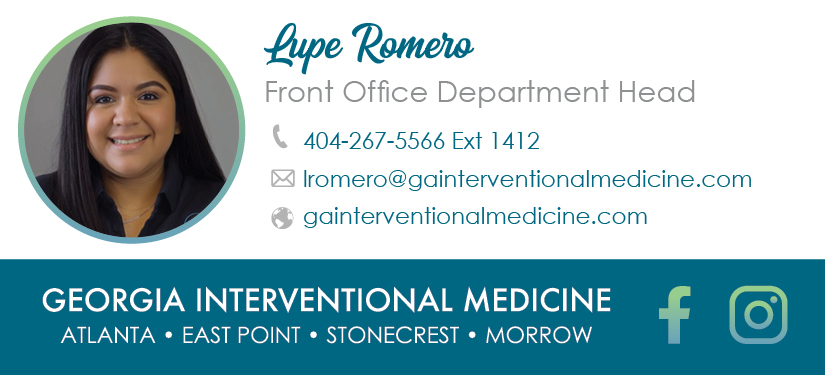 Lupe Romero
Front Office Department Head
404-267-5566 Ext 1412
lromero@gainterventionalmedicine.com
gainterventionalmedicine.com
GEORGIA INTERVENTIONAL MEDICINE
ATLANTA • EAST POINT • STONECREST • MORROW